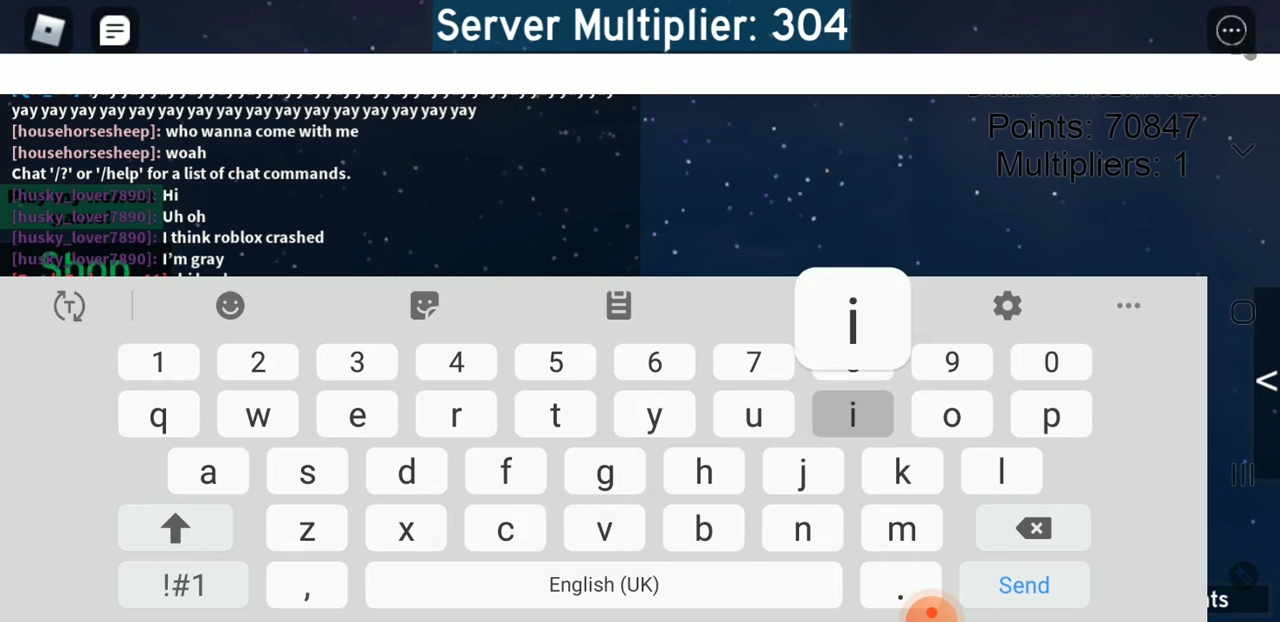 Server Multiplier: 304
yay yay yay yay yay yay yay yay yay yay yay yay yay yay yay yay
[househorsesheep]: who wanna come with me
[househorsesheep]: woah
Chat '/?' or '/help' for a list of chat commands.
[husky_lover7890]: Hi
[husky_lover7890]: Uh oh
[husky_lover7890]: I think roblox crashed
[husky_lover7890]: I'm gray
Shop
Points: 70847
Multipliers: 1
i
1 2 3 4 5 6 7 9 0
q w e r t y u i o p
a s d f g h j k l
z x c v b n m
!#1 , English (UK) . Send